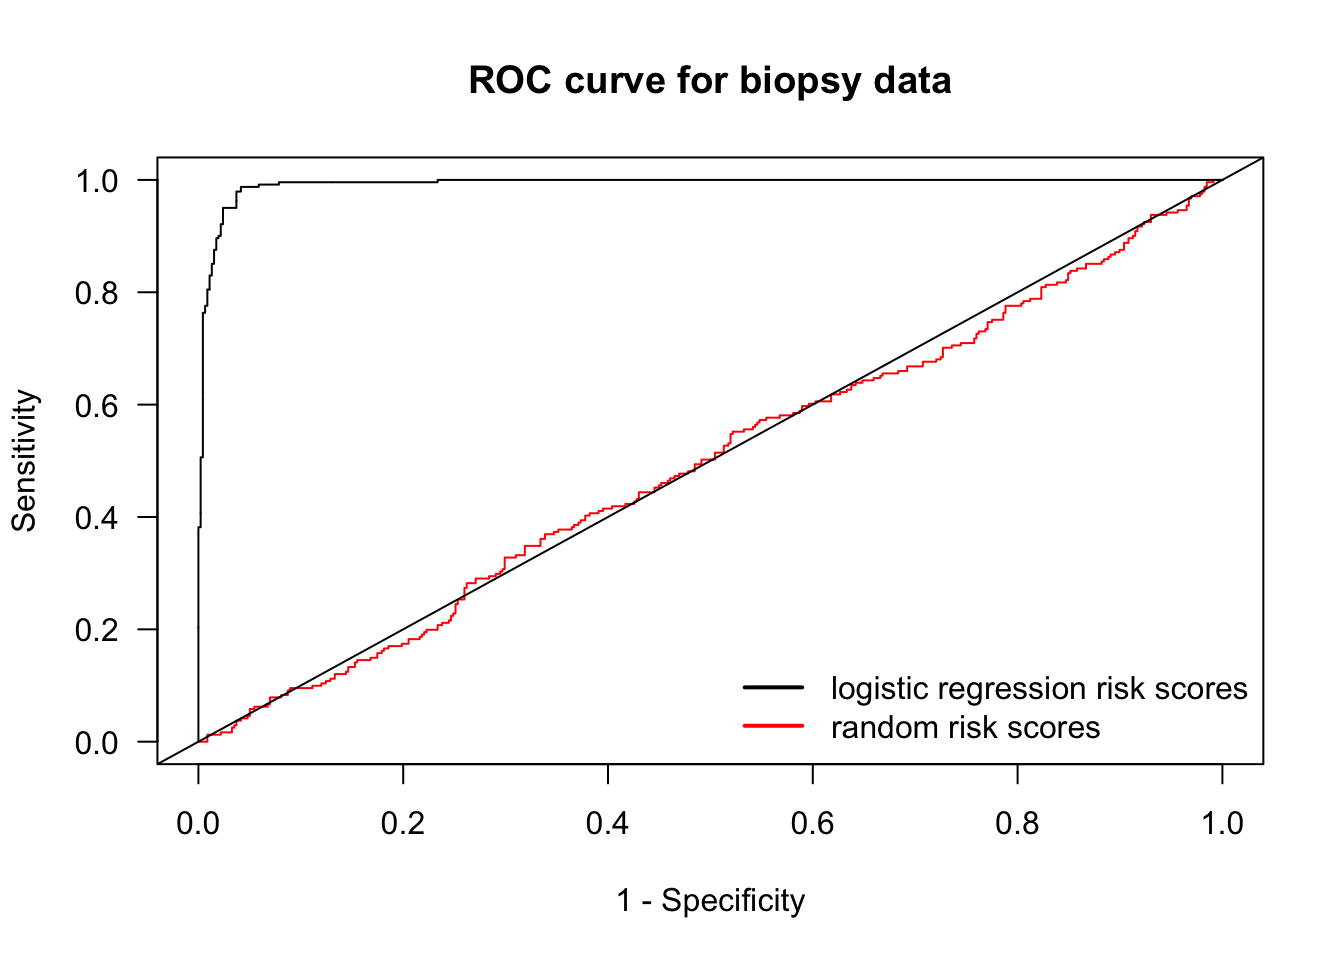 ROC curve for biopsy data
Sensitivity
1.0
0.8
0.6
0.4
0.2
0.0
logistic regression risk scores
random risk scores
0.0 0.2 0.4 0.6 0.8 1.0
1 - Specificity